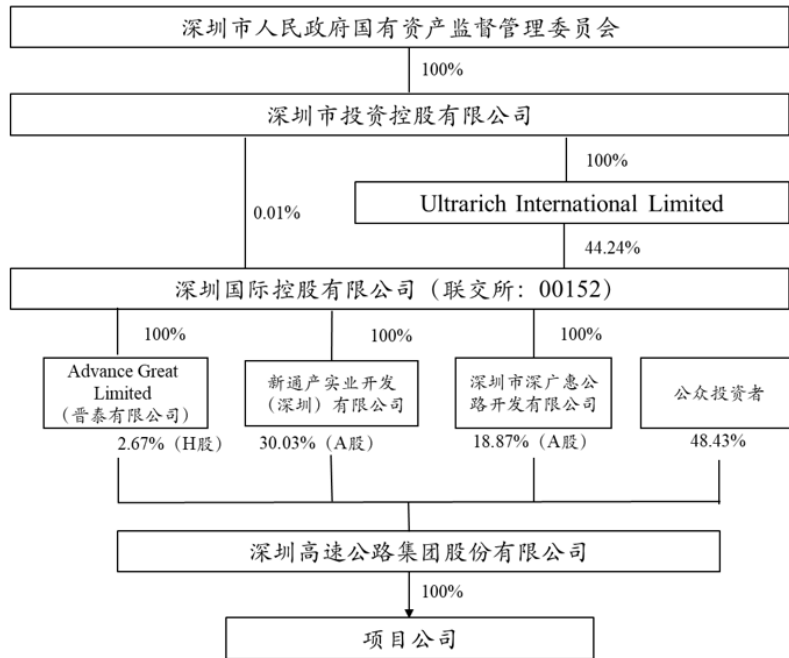 深圳市人民政府国有资产监督管理委员会
100%
深圳市投资控股有限公司
100%
0.01%
Ultrarich International Limited
44.24%
深圳国际控股有限公司（联交所：00152）
100%
100%
100%
Advance Great
Limited
（晋泰有限公司）
新通产实业开发
（深圳）有限公司
深圳市深广惠公
路开发有限公司
公众投资者
2.67%（H股）
30.03%（A股）
18.87%（A股）
48.43%
深圳高速公路集团股份有限公司
100%
项目公司